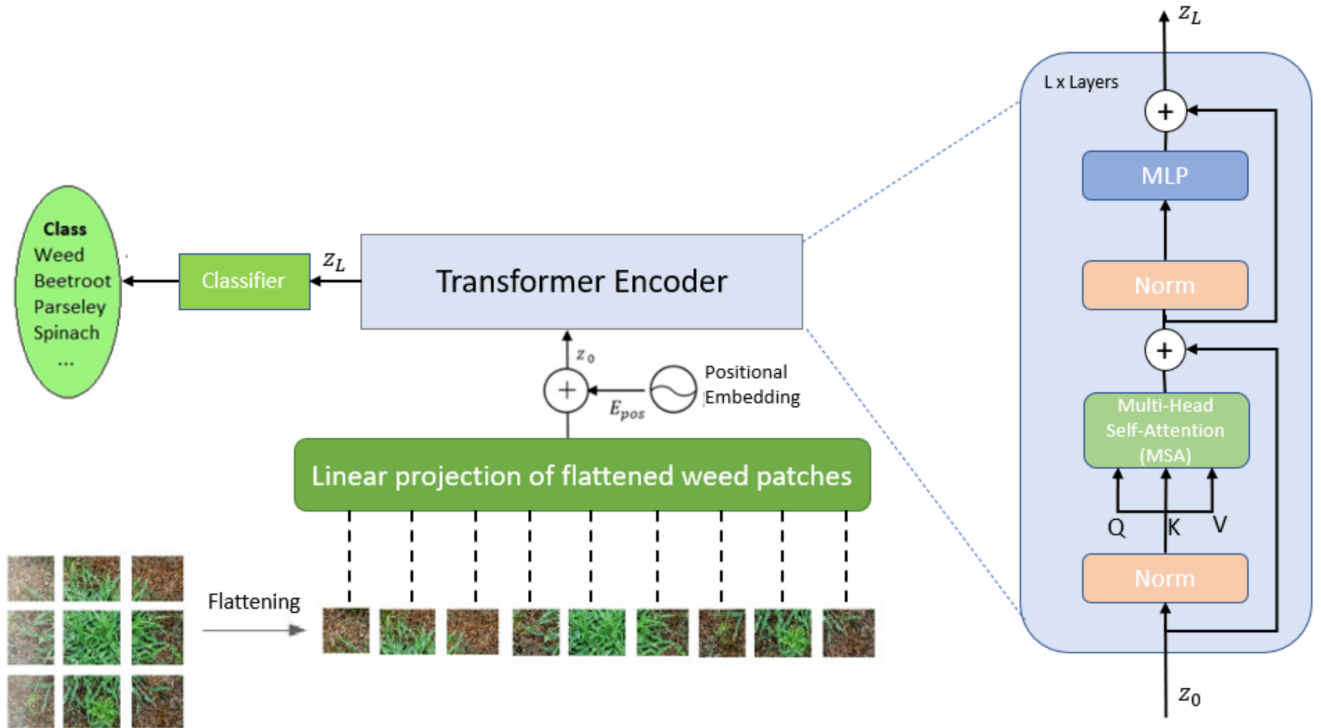 z_L
L x Layers
+
MLP
Norm
+
Multi-Head
Self-Attention
(MSA)
Q K V
Norm
z_0
Class
Weed
Beetroot
Parseley
Spinach
...
Classifier
z_L
Transformer Encoder
z_0
+
E_pos
Positional
Embedding
Linear projection of flattened weed patches
Flattening